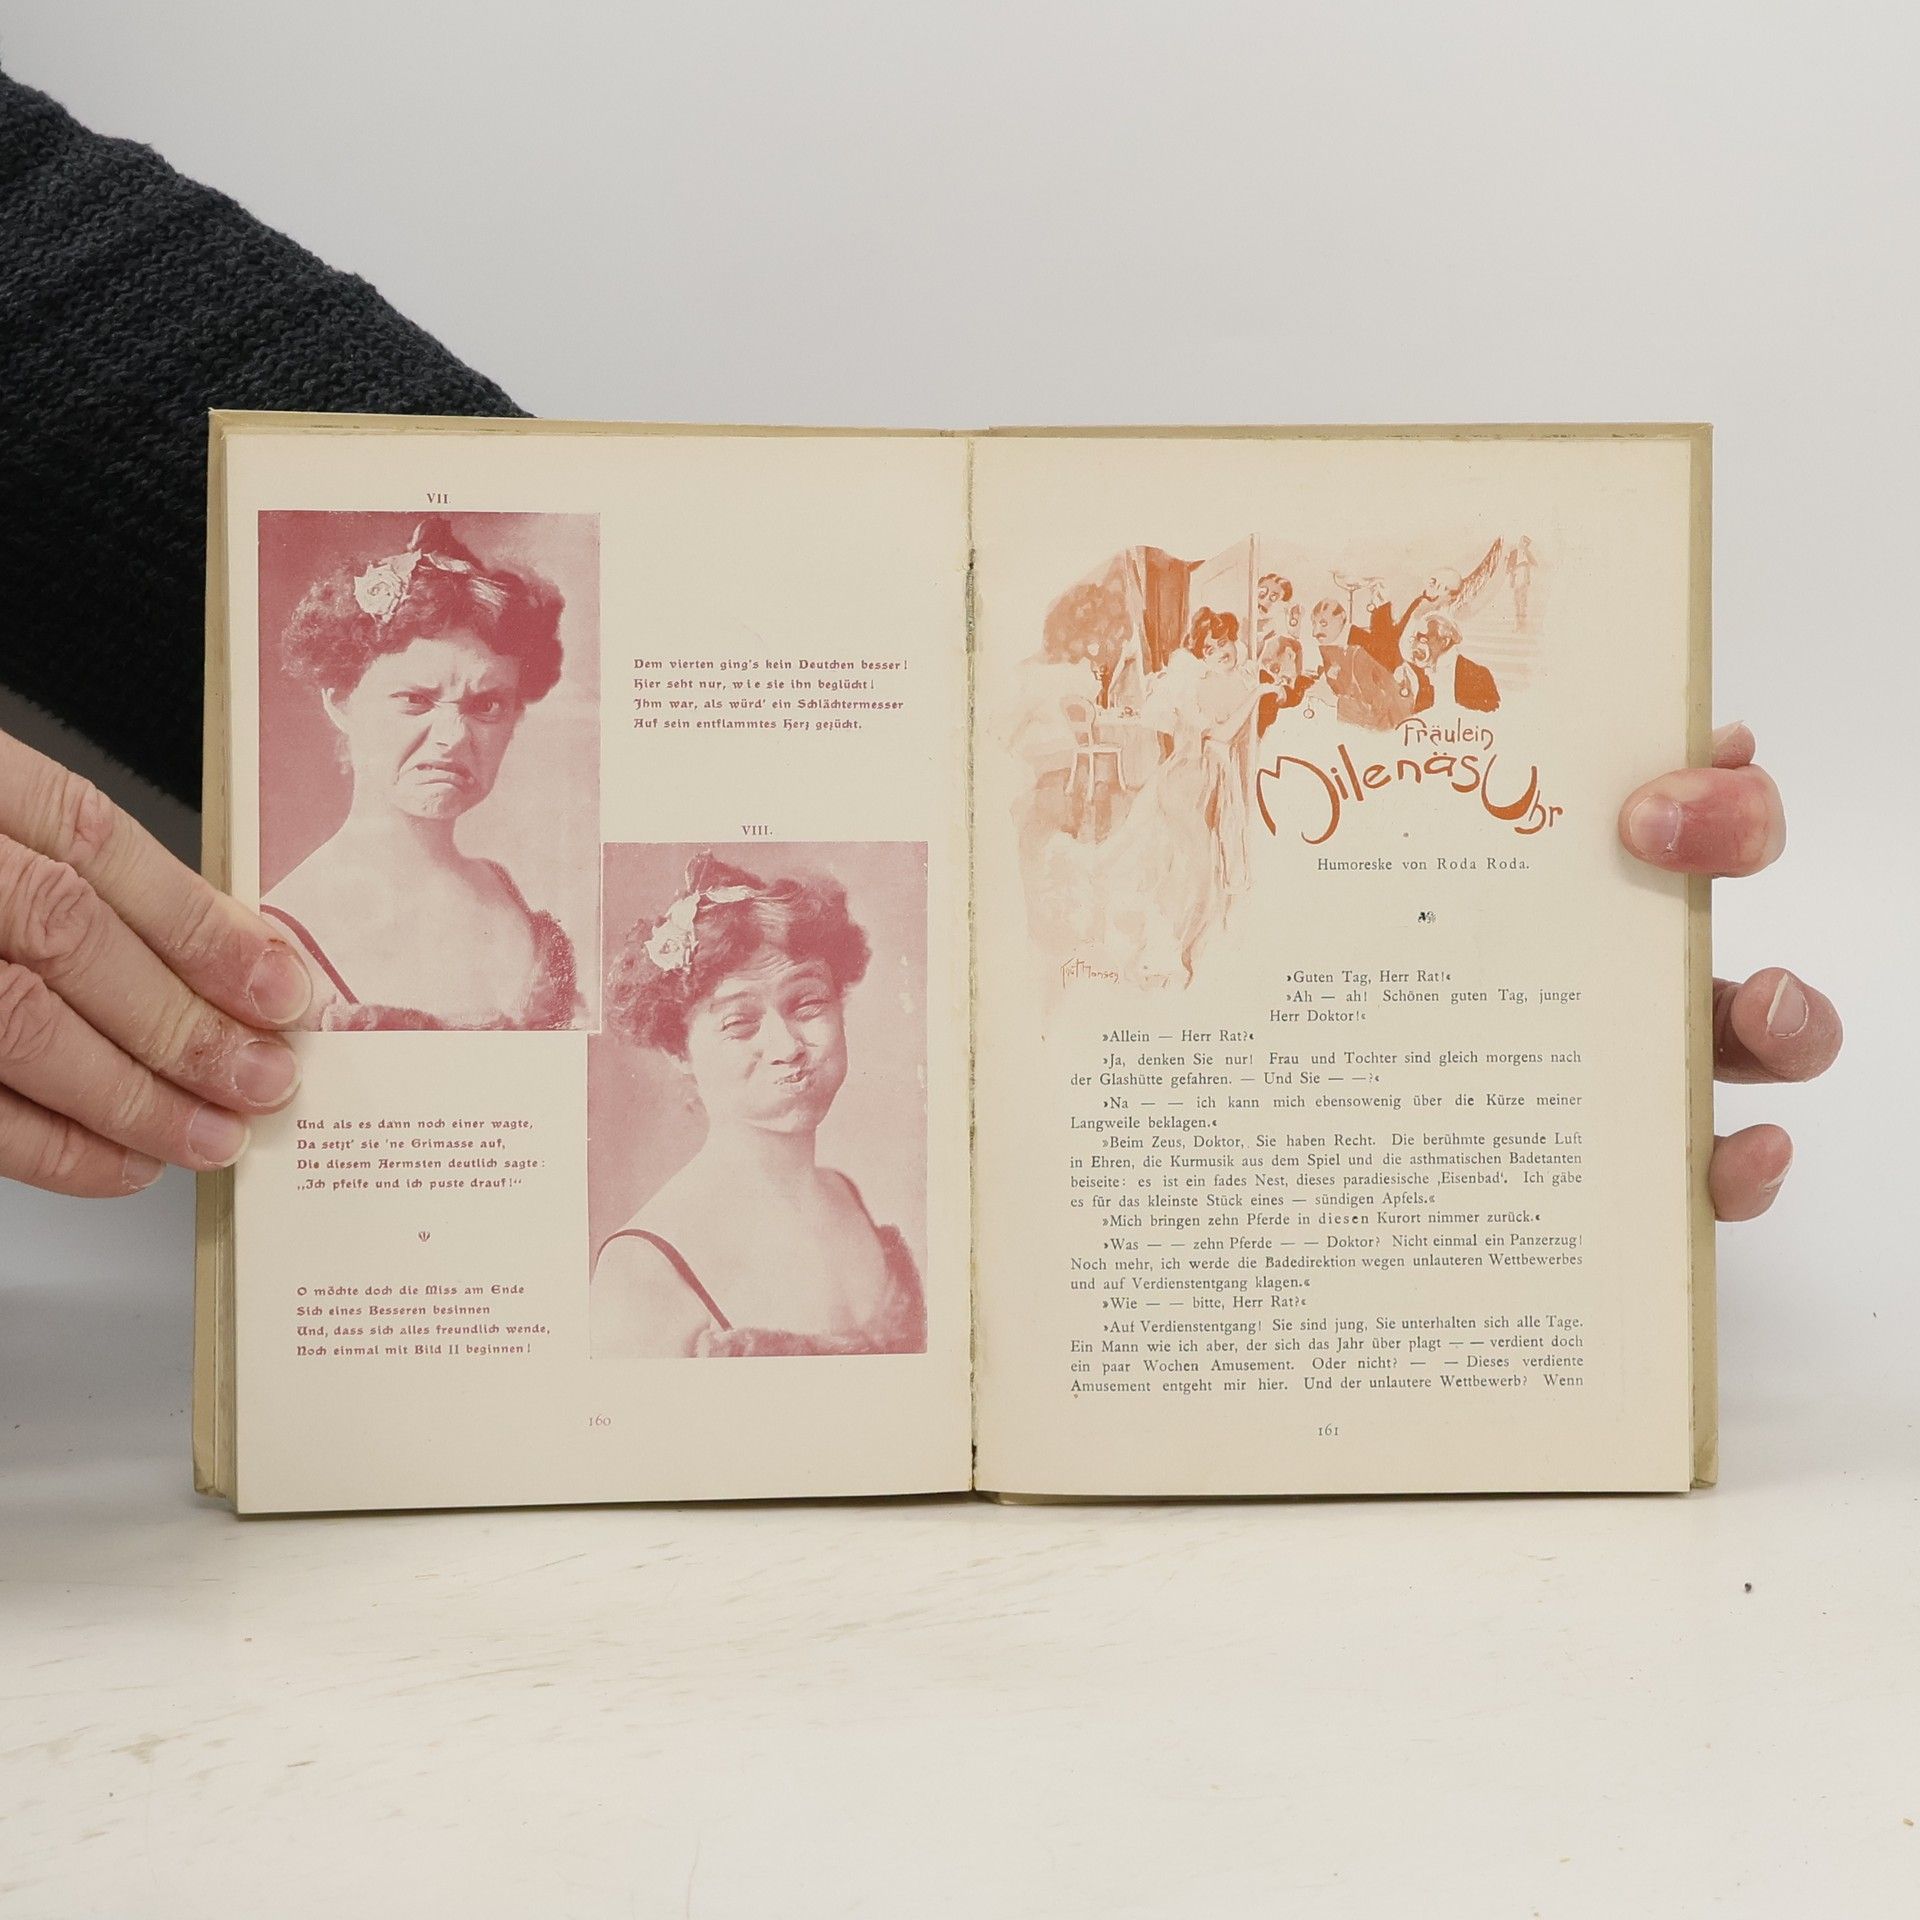 VII.
Dem vierten ging's kein Deutchen besser!
Hier seht nur, wie sie ihn beglückt!
Ihm war, als würd' ein Schlächtermesser
Auf sein entflammtes Herz gezückt.
VIII.
Und als es dann noch einer wagte,
Da setzt' sie 'ne Grimasse auf,
Die diesem Aermsten deutlich sagte:
„Ich pfeife und ich puste drauf!“
O möchte doch die Miss am Ende
Sich eines Besseren besinnen
Und, dass sich alles freundlich wende,
Noch einmal mit Bild II beginnen!
160
Fräulein
Milenäs Uhr
Humoreske von Roda Roda.
»Guten Tag, Herr Rat!«
»Ah — ah! Schönen guten Tag, junger
Herr Doktor!«
»Allein — Herr Rat?«
»Ja, denken Sie nur! Frau und Tochter sind gleich morgens nach
der Glashütte gefahren. — Und Sie — —?«
»Na — — ich kann mich ebensowenig über die Kürze meiner
Langweile beklagen.«
»Beim Zeus, Doktor, Sie haben Recht. Die berühmte gesunde Luft
in Ehren, die Kurmusik aus dem Spiel und die asthmatischen Badetanten
beiseite: es ist ein fades Nest, dieses paradiesische ‚Eisenbad‘. Ich gäbe
es für das kleinste Stück eines — sündigen Apfels.«
»Mich bringen zehn Pferde in diesen Kurort nimmer zurück.«
»Was — — zehn Pferde — — Doktor? Nicht einmal ein Panzerzug!
Noch mehr, ich werde die Badedirektion wegen unlauteren Wettbewerbes
und auf Verdienstentgang klagen.«
»Wie — — bitte, Herr Rat?«
»Auf Verdienstentgang! Sie sind jung, Sie unterhalten sich alle Tage.
Ein Mann wie ich aber, der sich das Jahr über plagt — — verdient doch
ein paar Wochen Amusement. Oder nicht? — — Dieses verdiente
Amusement entgeht mir hier. Und der unlautere Wettbewerb? Wenn
161